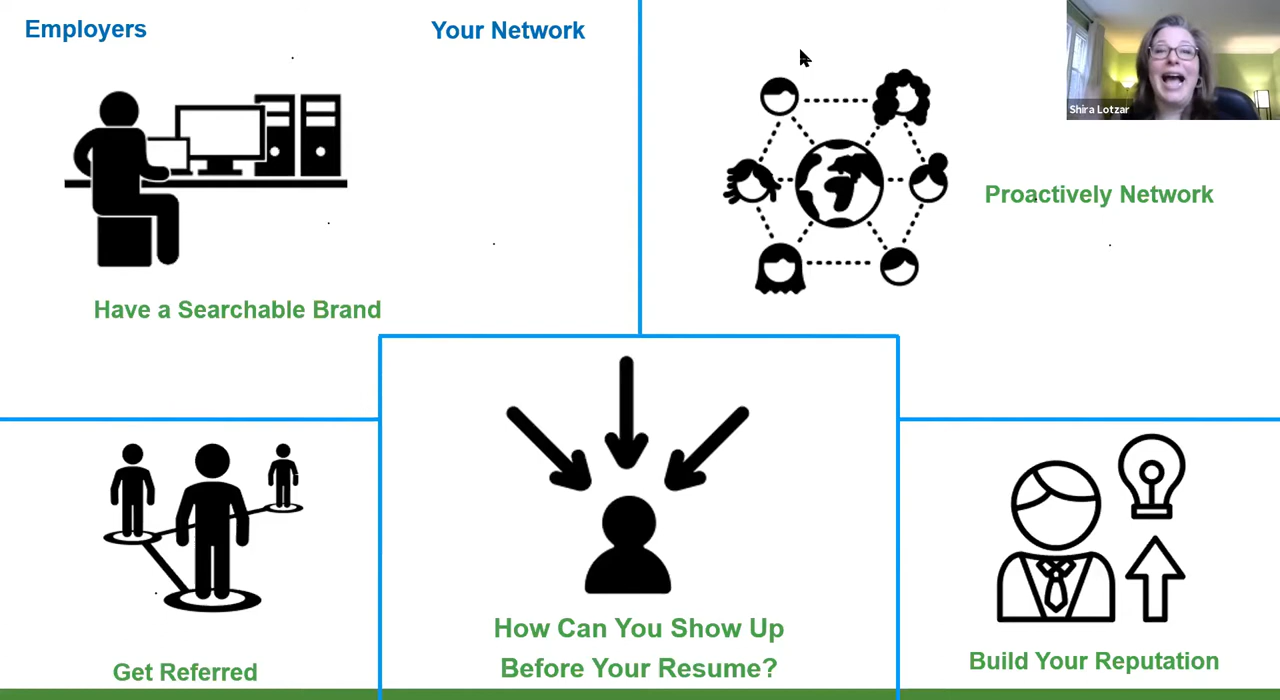 Employers
Your Network
Shira Lotzar
Proactively Network
Have a Searchable Brand
How Can You Show Up
Before Your Resume?
Get Referred
Build Your Reputation